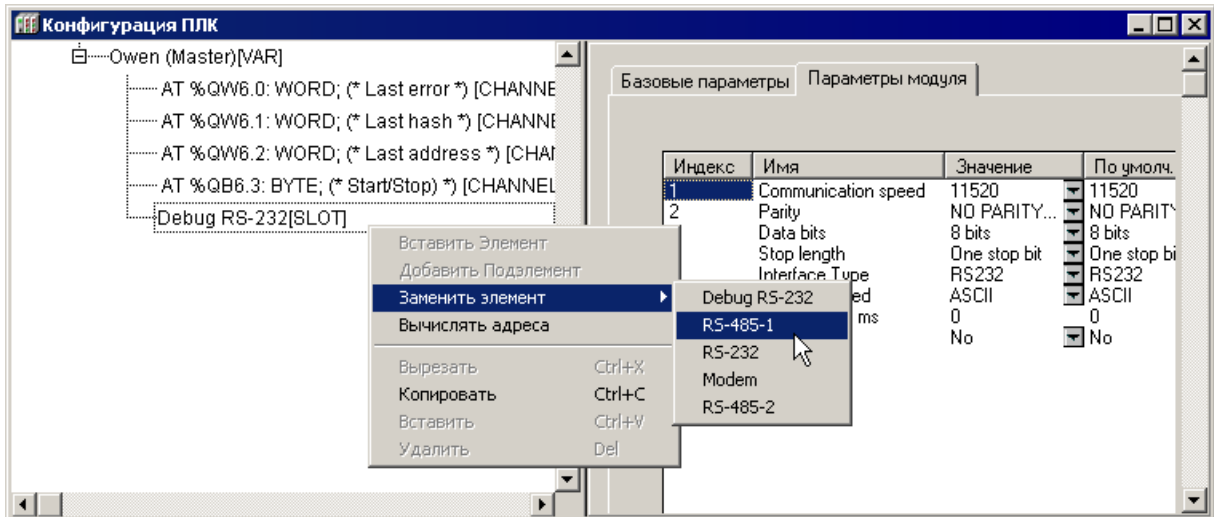 Конфигурация ПЛК
Owen (Master)[VAR]
AT %QW6.0: WORD; (* Last error *) [CHANNE
AT %QW6.1: WORD; (* Last hash *) [CHANNE
AT %QW6.2: WORD; (* Last address *) [CHAN
AT %QB6.3: BYTE; (* Start/Stop) *) [CHANNEL
Debug RS-232[SLOT]
Вставить Элемент
Добавить Подэлемент
Заменить элемент
Вычислять адреса
Вырезать Ctrl+X
Копировать Ctrl+C
Вставить Ctrl+V
Удалить Del
Debug RS-232
RS-485-1
RS-232
Modem
RS-485-2
Базовые параметры Параметры модуля
Индекс Имя Значение По умолч.
1 Communication speed 11520 11520
2 Parity NO PARITY... NO PARITY
Data bits 8 bits 8 bits
Stop length One stop bit One stop bi
Interface Type RS232 RS232
ed ASCII ASCII
ms 0 0
No No